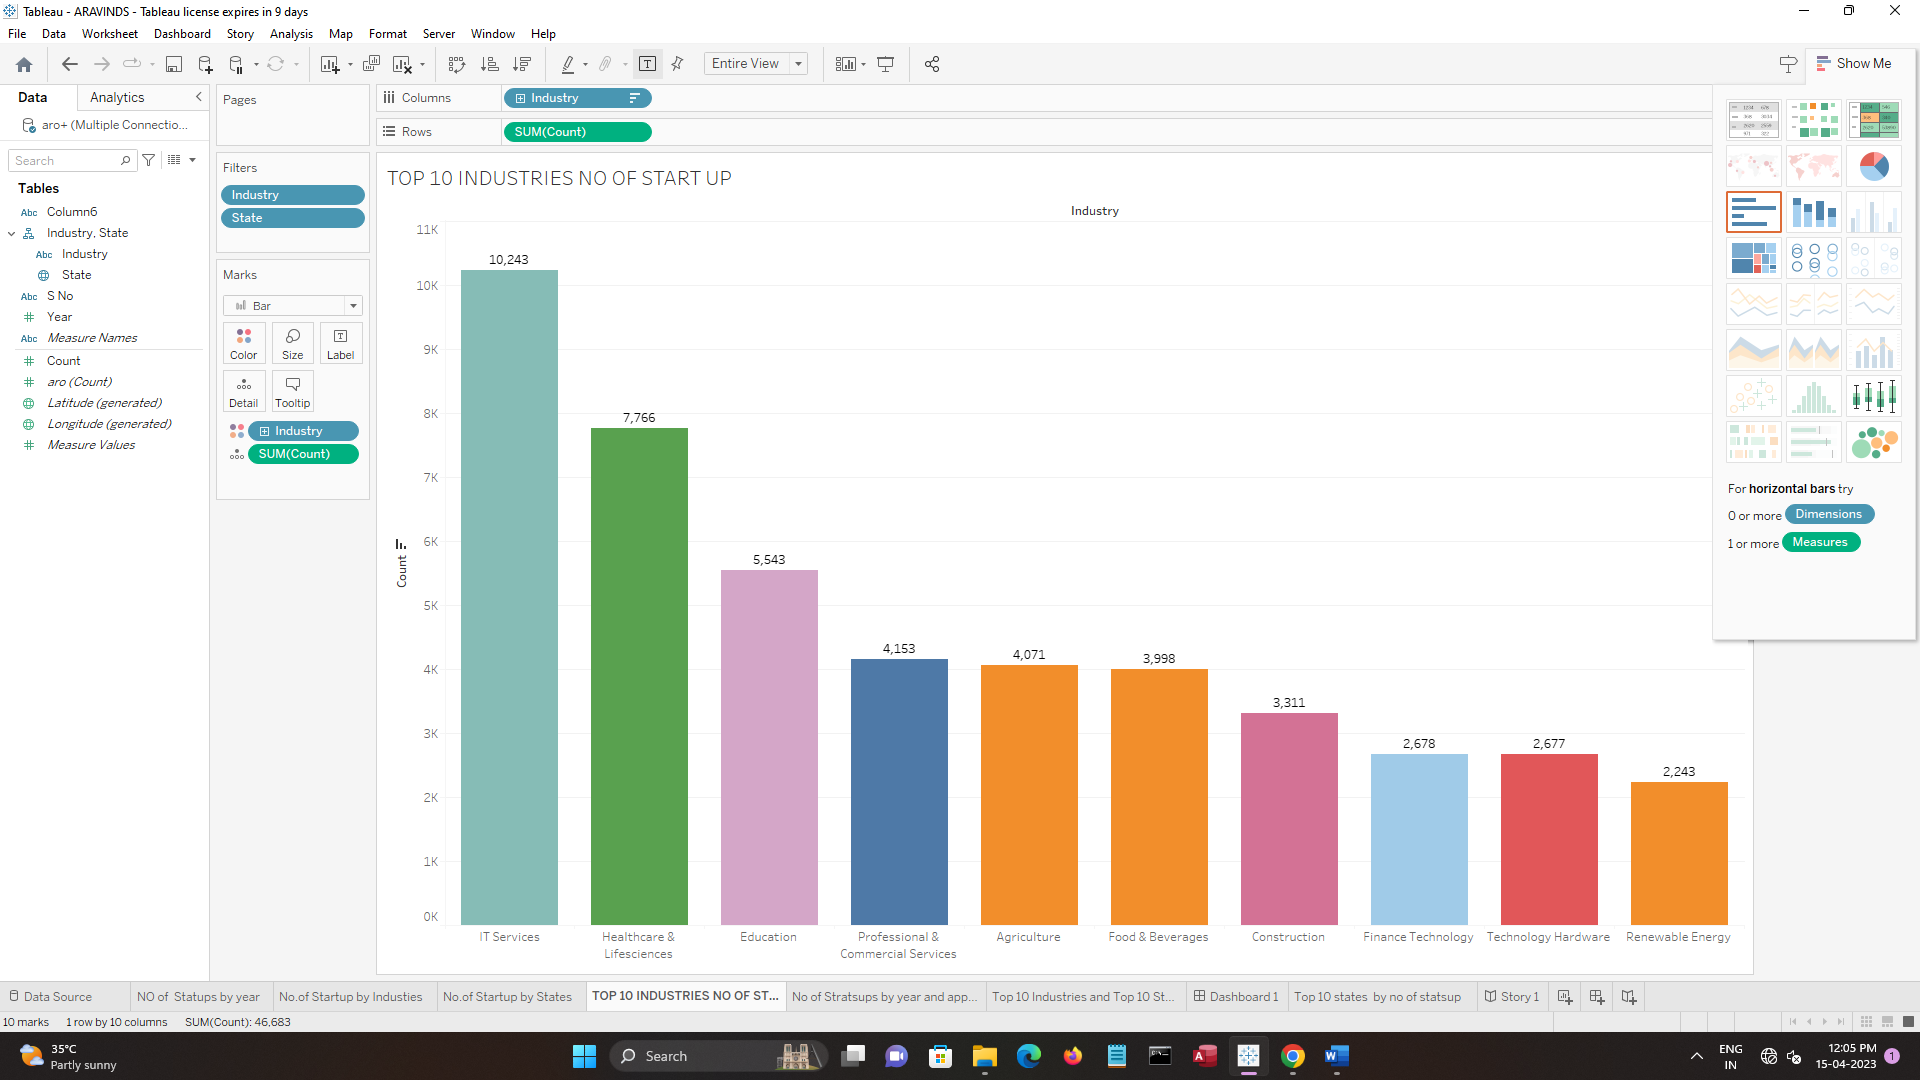 Tableau - ARAVINDS - Tableau license expires in 9 days
File Data Worksheet Dashboard Story Analysis Map Format Server Window Help
Entire View
Show Me
Data Analytics
aro+ (Multiple Connectio...
Search
Tables
Abc Column6
Industry, State
Abc Industry
State
Abc S No
Year
Abc Measure Names
Count
aro (Count)
Latitude (generated)
Longitude (generated)
Measure Values
Pages
Filters
Industry
State
Marks
Bar
Color Size Label
Detail Tooltip
Industry
SUM(Count)
Columns Industry
Rows SUM(Count)
TOP 10 INDUSTRIES NO OF START UP
Industry
11K
10K
9K
8K
7K
6K
5K
4K
3K
2K
1K
0K
Count
10,243
7,766
5,543
4,153
4,071
3,998
3,311
2,678
2,677
2,243
IT Services
Healthcare &
Lifesciences
Education
Professional &
Commercial Services
Agriculture
Food & Beverages
Construction
Finance Technology
Technology Hardware
Renewable Energy
For horizontal bars try
0 or more Dimensions
1 or more Measures
Data Source NO of Statups by year No.of Startup by Industies No.of Startup by States TOP 10 INDUSTRIES NO OF ST... No of Stratsups by year and app... Top 10 Industries and Top 10 St... Dashboard 1 Top 10 states by no of statsup Story 1
10 marks 1 row by 10 columns SUM(Count): 46,683
35°C
Partly sunny
Search
ENG
IN
12:05 PM
15-04-2023
1